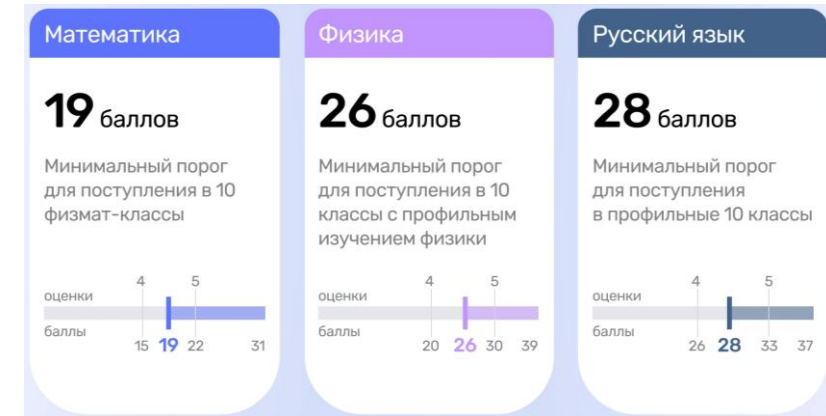 Математика
19 баллов
Минимальный порог
для поступления в 10
физмат-классы
4 5
оценки
баллы
15 19 22 31
Физика
26 баллов
Минимальный порог
для поступления в 10
классы с профильным
изучением физики
4 5
оценки
баллы
20 26 30 39
Русский язык
28 баллов
Минимальный порог
для поступления
в профильные 10 классы
4 5
оценки
баллы
26 28 33 37